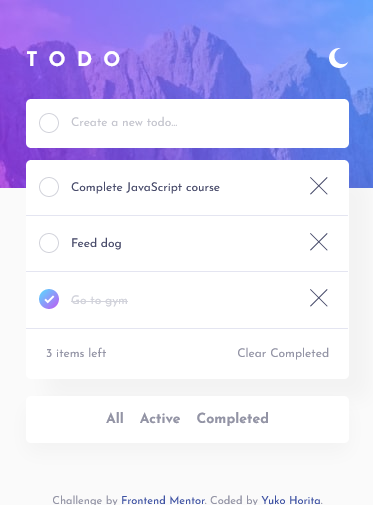 TODO
Create a new todo...
Complete JavaScript course
Feed dog
Go to gym
3 items left Clear Completed
All Active Completed
Challenge by Frontend Mentor. Coded by Yuko Horita.